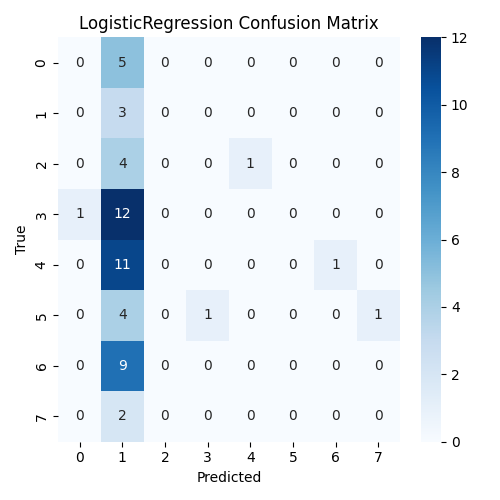 LogisticRegression Confusion Matrix
0 0 5 0 0 0 0 0 0
1 0 3 0 0 0 0 0 0
2 0 4 0 0 1 0 0 0
3 1 12 0 0 0 0 0 0
4 0 11 0 0 0 0 1 0
5 0 4 0 1 0 0 0 1
6 0 9 0 0 0 0 0 0
7 0 2 0 0 0 0 0 0
0 1 2 3 4 5 6 7
Predicted
True
12
10
8
6
4
2
0